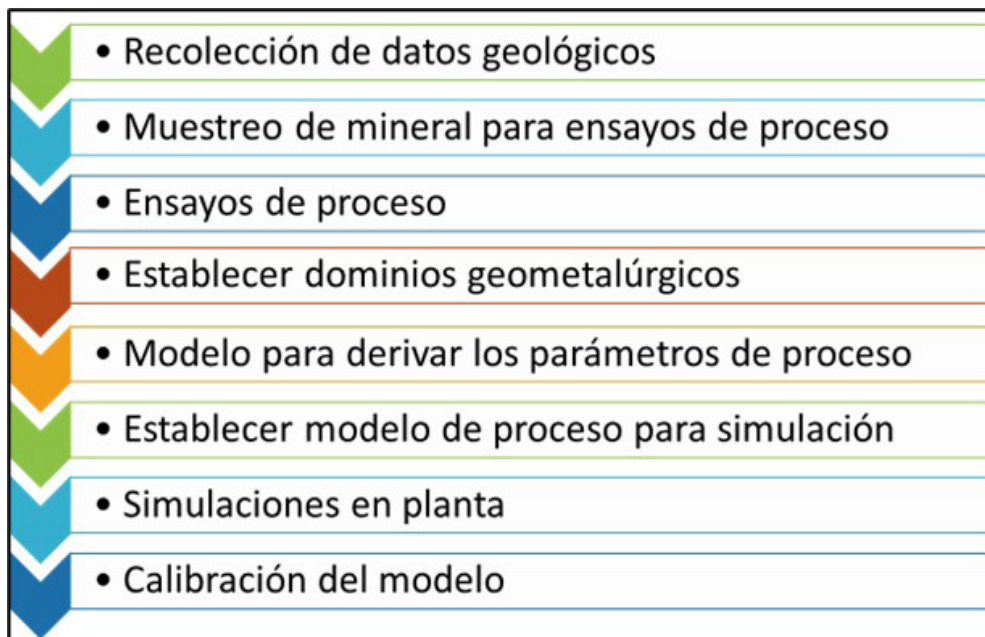 • Recolección de datos geológicos
• Muestreo de mineral para ensayos de proceso
• Ensayos de proceso
• Establecer dominios geometalúrgicos
• Modelo para derivar los parámetros de proceso
• Establecer modelo de proceso para simulación
• Simulaciones en planta
• Calibración del modelo